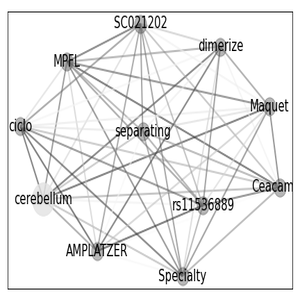 SC021202
dimerize
MPFL
Maquet
ciclo
separating
Ceacam
cerebellum
rs11536889
AMPLATZER
Specialty